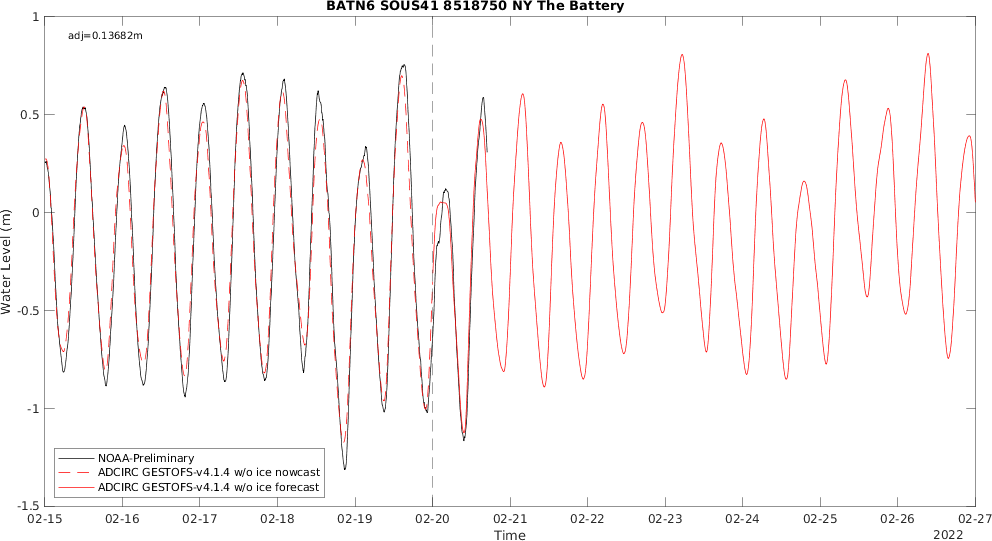 BATN6 SOUS41 8518750 NY The Battery
adj=0.13682m
1
0.5
0
-0.5
-1
-1.5
Water Level (m)
NOAA-Preliminary
ADCIRC GESTOFS-v4.1.4 w/o ice nowcast
ADCIRC GESTOFS-v4.1.4 w/o ice forecast
02-15 02-16 02-17 02-18 02-19 02-20 02-21 02-22 02-23 02-24 02-25 02-26 02-27
Time
2022